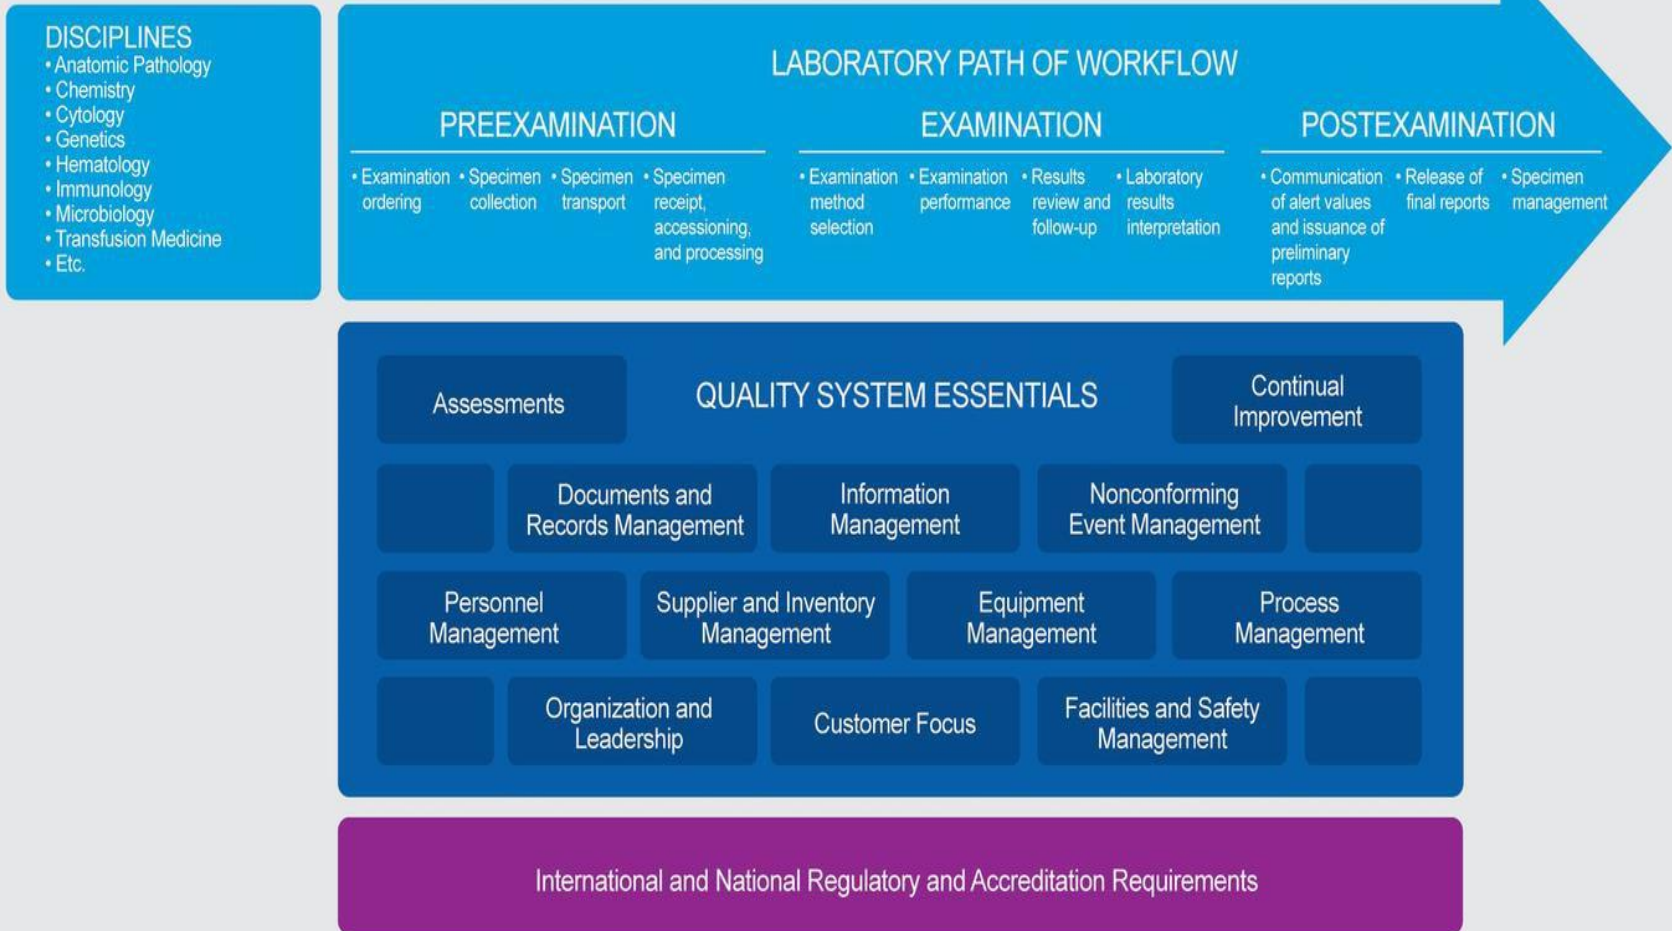 DISCIPLINES
• Anatomic Pathology
• Chemistry
• Cytology
• Genetics
• Hematology
• Immunology
• Microbiology
• Transfusion Medicine
• Etc.
LABORATORY PATH OF WORKFLOW
PREEXAMINATION
• Examination
ordering
• Specimen
collection
• Specimen
transport
• Specimen
receipt,
accessioning,
and processing
EXAMINATION
• Examination
method
selection
• Examination
performance
• Results
review and
follow-up
• Laboratory
results
interpretation
POSTEXAMINATION
• Communication
of alert values
and issuance of
preliminary
reports
• Release of
final reports
• Specimen
management
QUALITY SYSTEM ESSENTIALS
Assessments
Continual
Improvement
Documents and
Records Management
Information
Management
Nonconforming
Event Management
Personnel
Management
Supplier and Inventory
Management
Equipment
Management
Process
Management
Organization and
Leadership
Customer Focus
Facilities and Safety
Management
International and National Regulatory and Accreditation Requirements